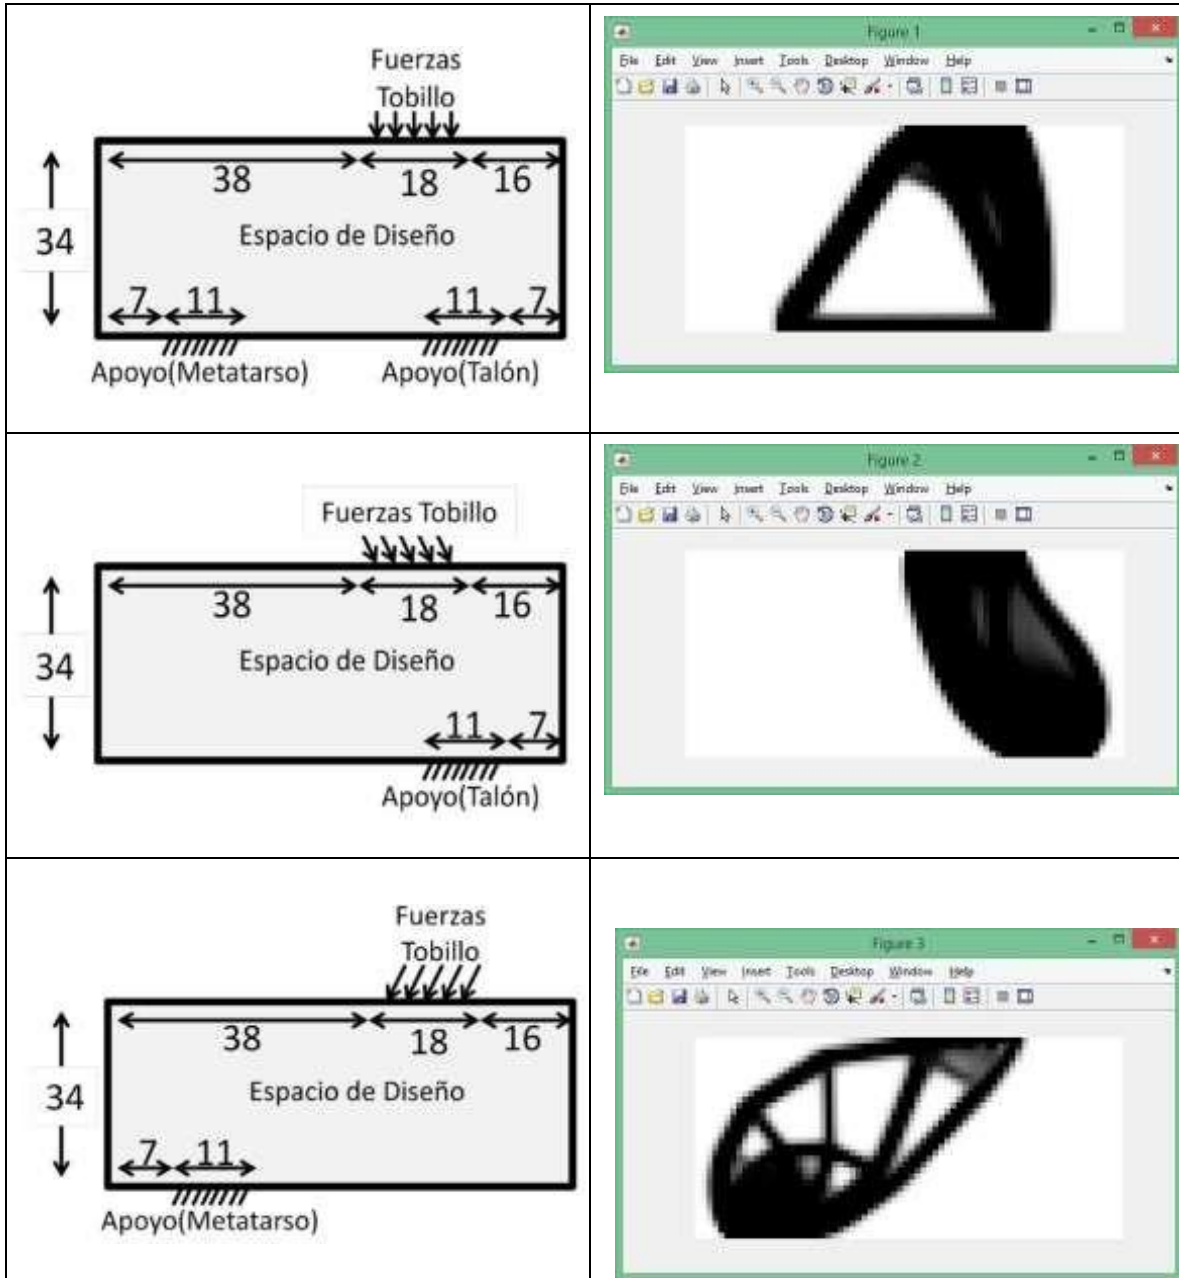 Fuerzas
Tobillo
38
18
16
34
Espacio de Diseño
7
11
11
7
Apoyo(Metatarso)
Apoyo(Talón)
Figure 1
File Edit View Insert Tools Desktop Window Help
Fuerzas Tobillo
38
18
16
34
Espacio de Diseño
11
7
Apoyo(Talón)
Figure 2
File Edit View Insert Tools Desktop Window Help
Fuerzas
Tobillo
38
18
16
34
Espacio de Diseño
7
11
Apoyo(Metatarso)
Figure 3
File Edit View Insert Tools Desktop Window Help